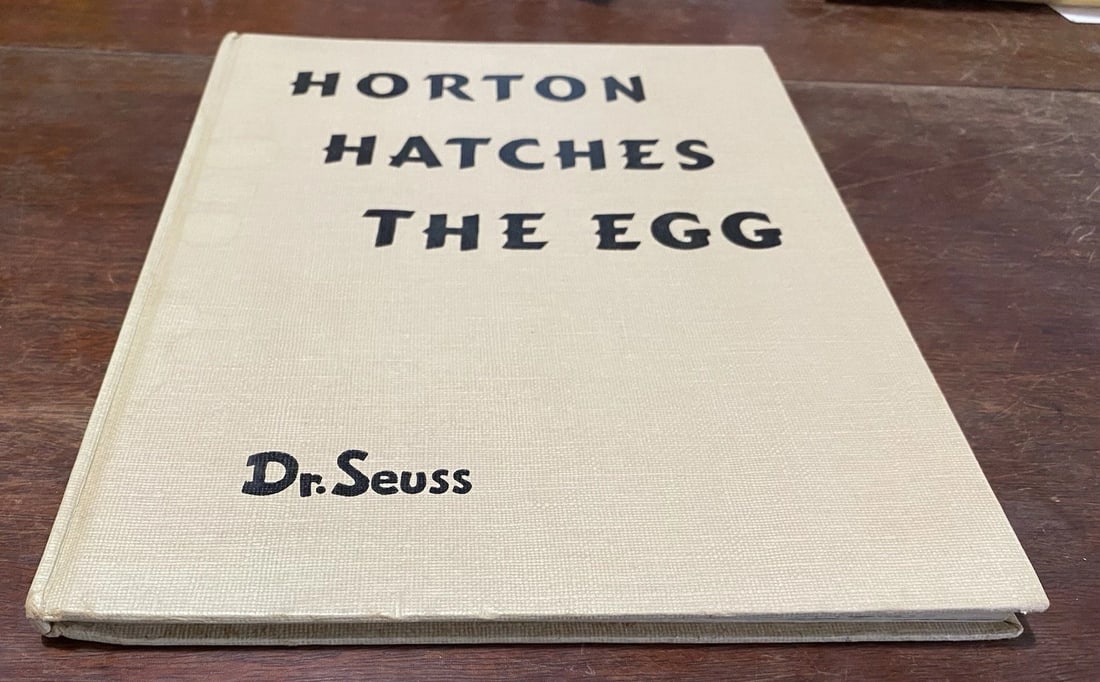 HORTON
HATCHES
THE EGG
Dr. Seuss